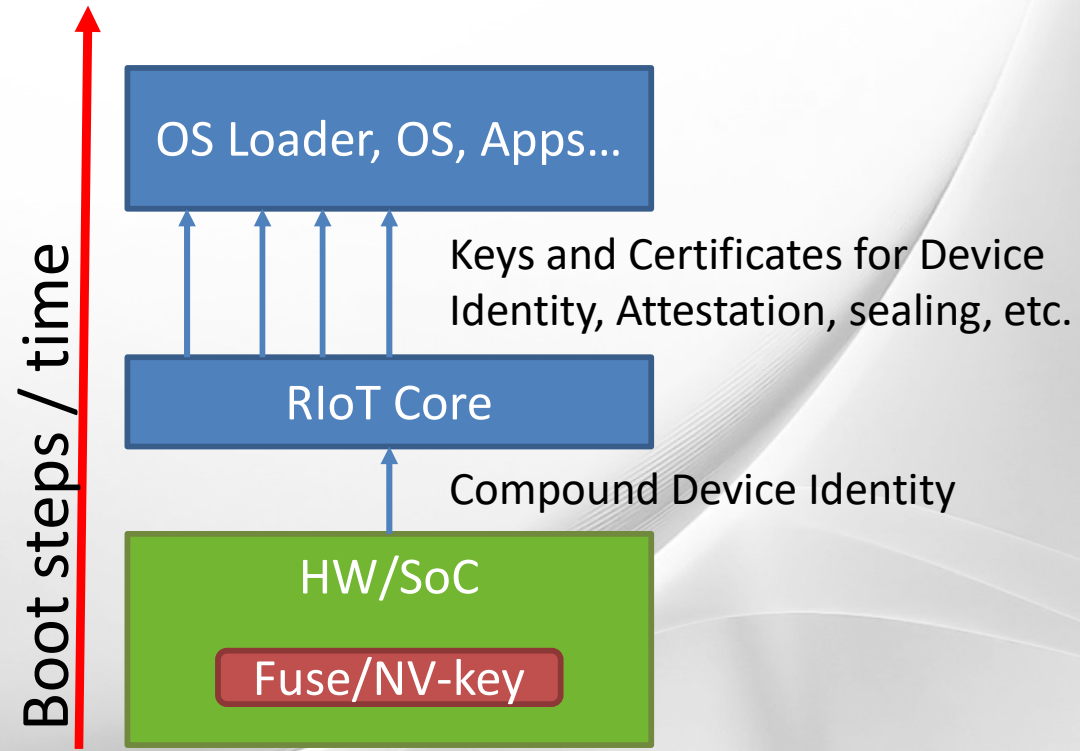 Boot steps / time
OS Loader, OS, Apps...
Keys and Certificates for Device
Identity, Attestation, sealing, etc.
RIoT Core
Compound Device Identity
HW/SoC
Fuse/NV-key